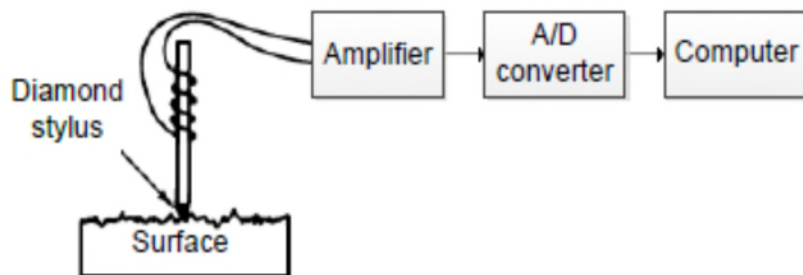 Amplifier
A/D
converter
Computer
Diamond
stylus
Surface